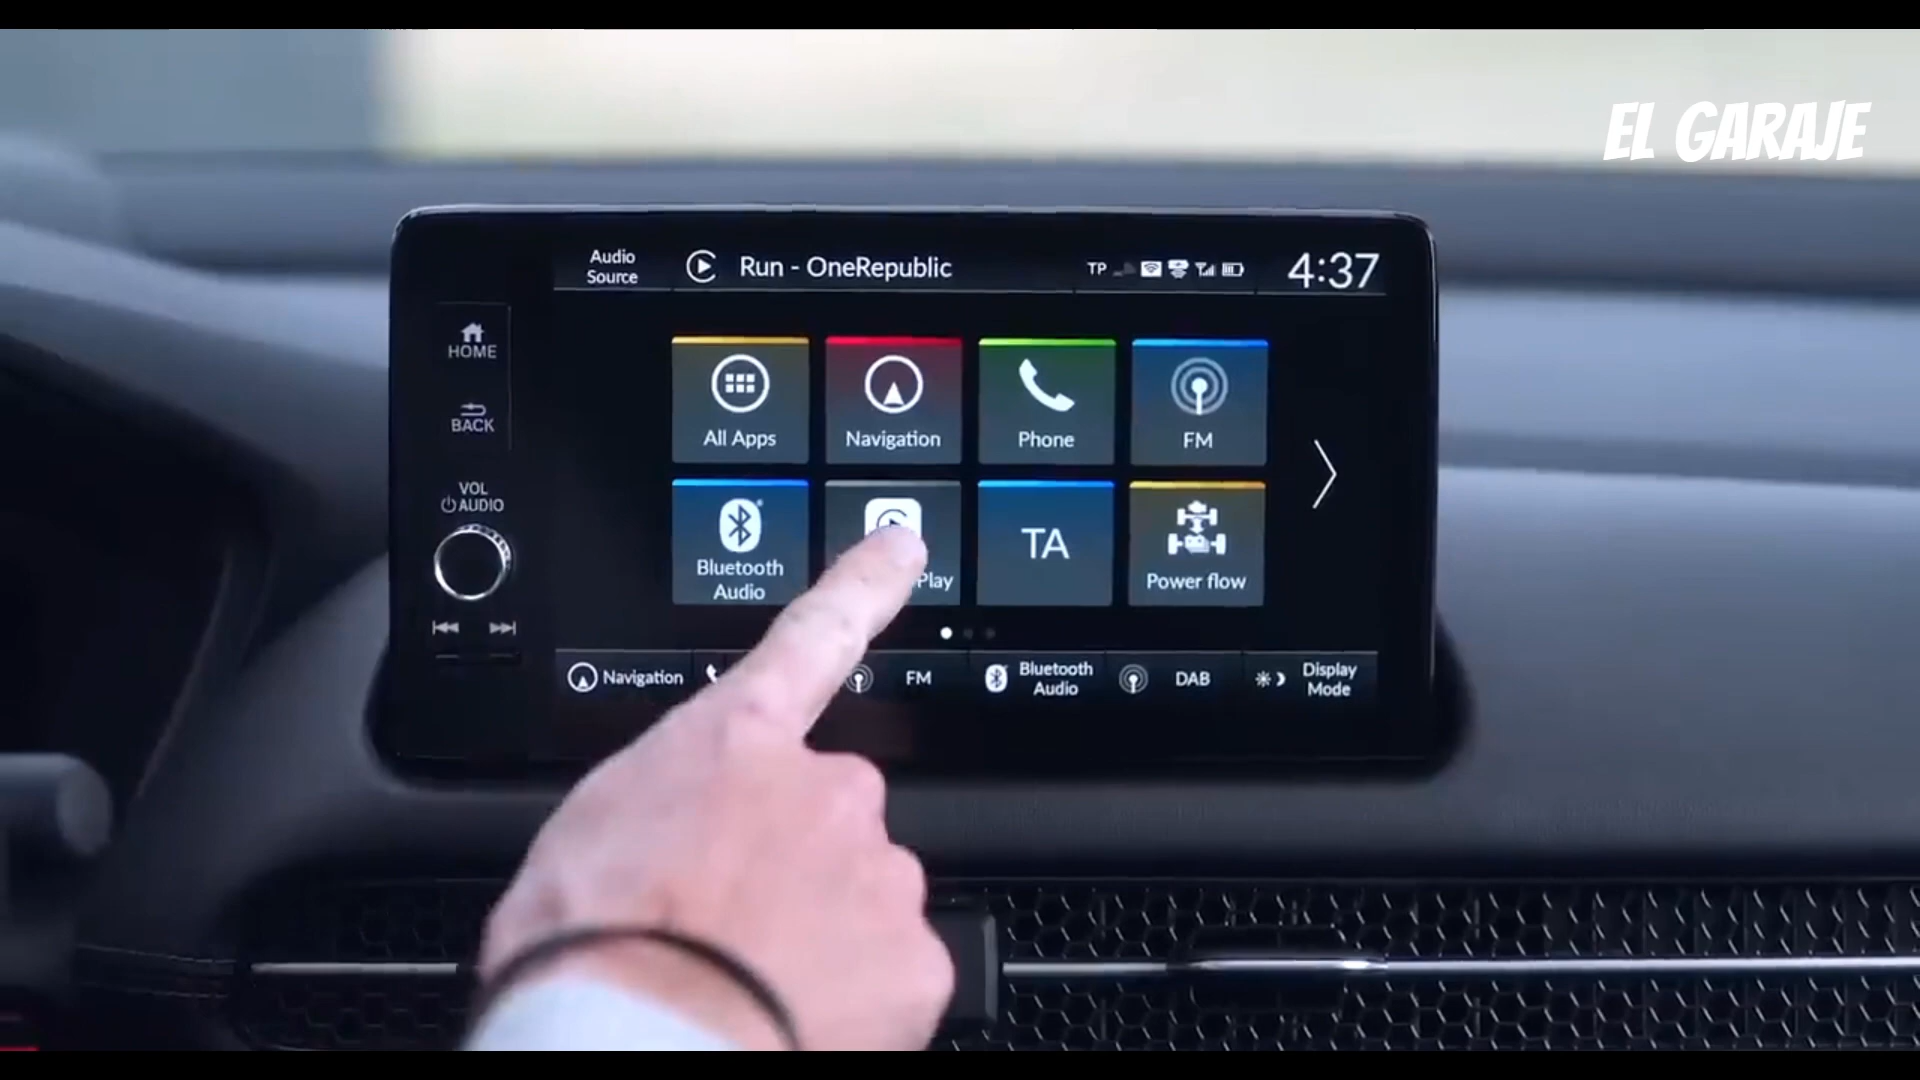 EL GARAJE
Audio
Source
Run - OneRepublic
TP
4:37
HOME
BACK
VOL
AUDIO
All Apps
Navigation
Phone
FM
Bluetooth
Audio
Play
TA
Power flow
Navigation
FM
Bluetooth
Audio
DAB
Display
Mode